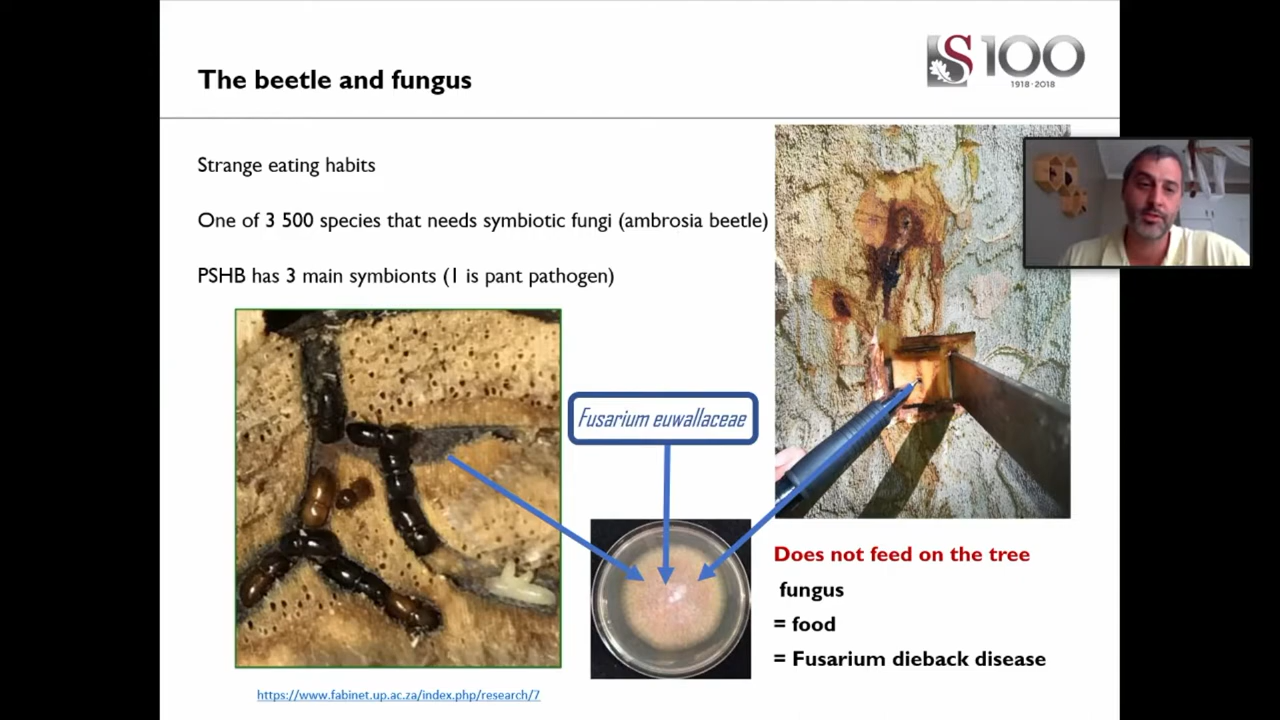 The beetle and fungus
S100
1918 · 2018
Strange eating habits
One of 3 500 species that needs symbiotic fungi (ambrosia beetle)
PSHB has 3 main symbionts (1 is pant pathogen)
Fusarium euwallaceae
Does not feed on the tree
fungus
= food
= Fusarium dieback disease
https://www.fabinet.up.ac.za/index.php/research/7